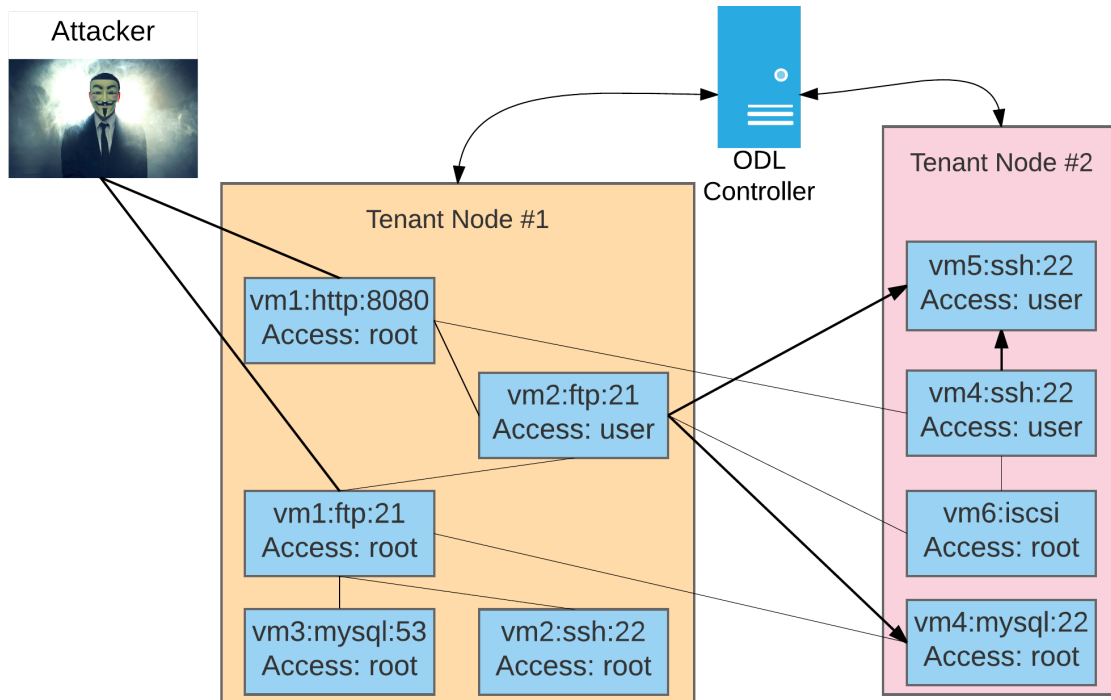 Attacker
ODL
Controller
Tenant Node #1
Tenant Node #2
vm1:http:8080
Access: root
vm2:ftp:21
Access: user
vm1:ftp:21
Access: root
vm3:mysql:53
Access: root
vm2:ssh:22
Access: root
vm5:ssh:22
Access: user
vm4:ssh:22
Access: user
vm6:iscsi
Access: root
vm4:mysql:22
Access: root